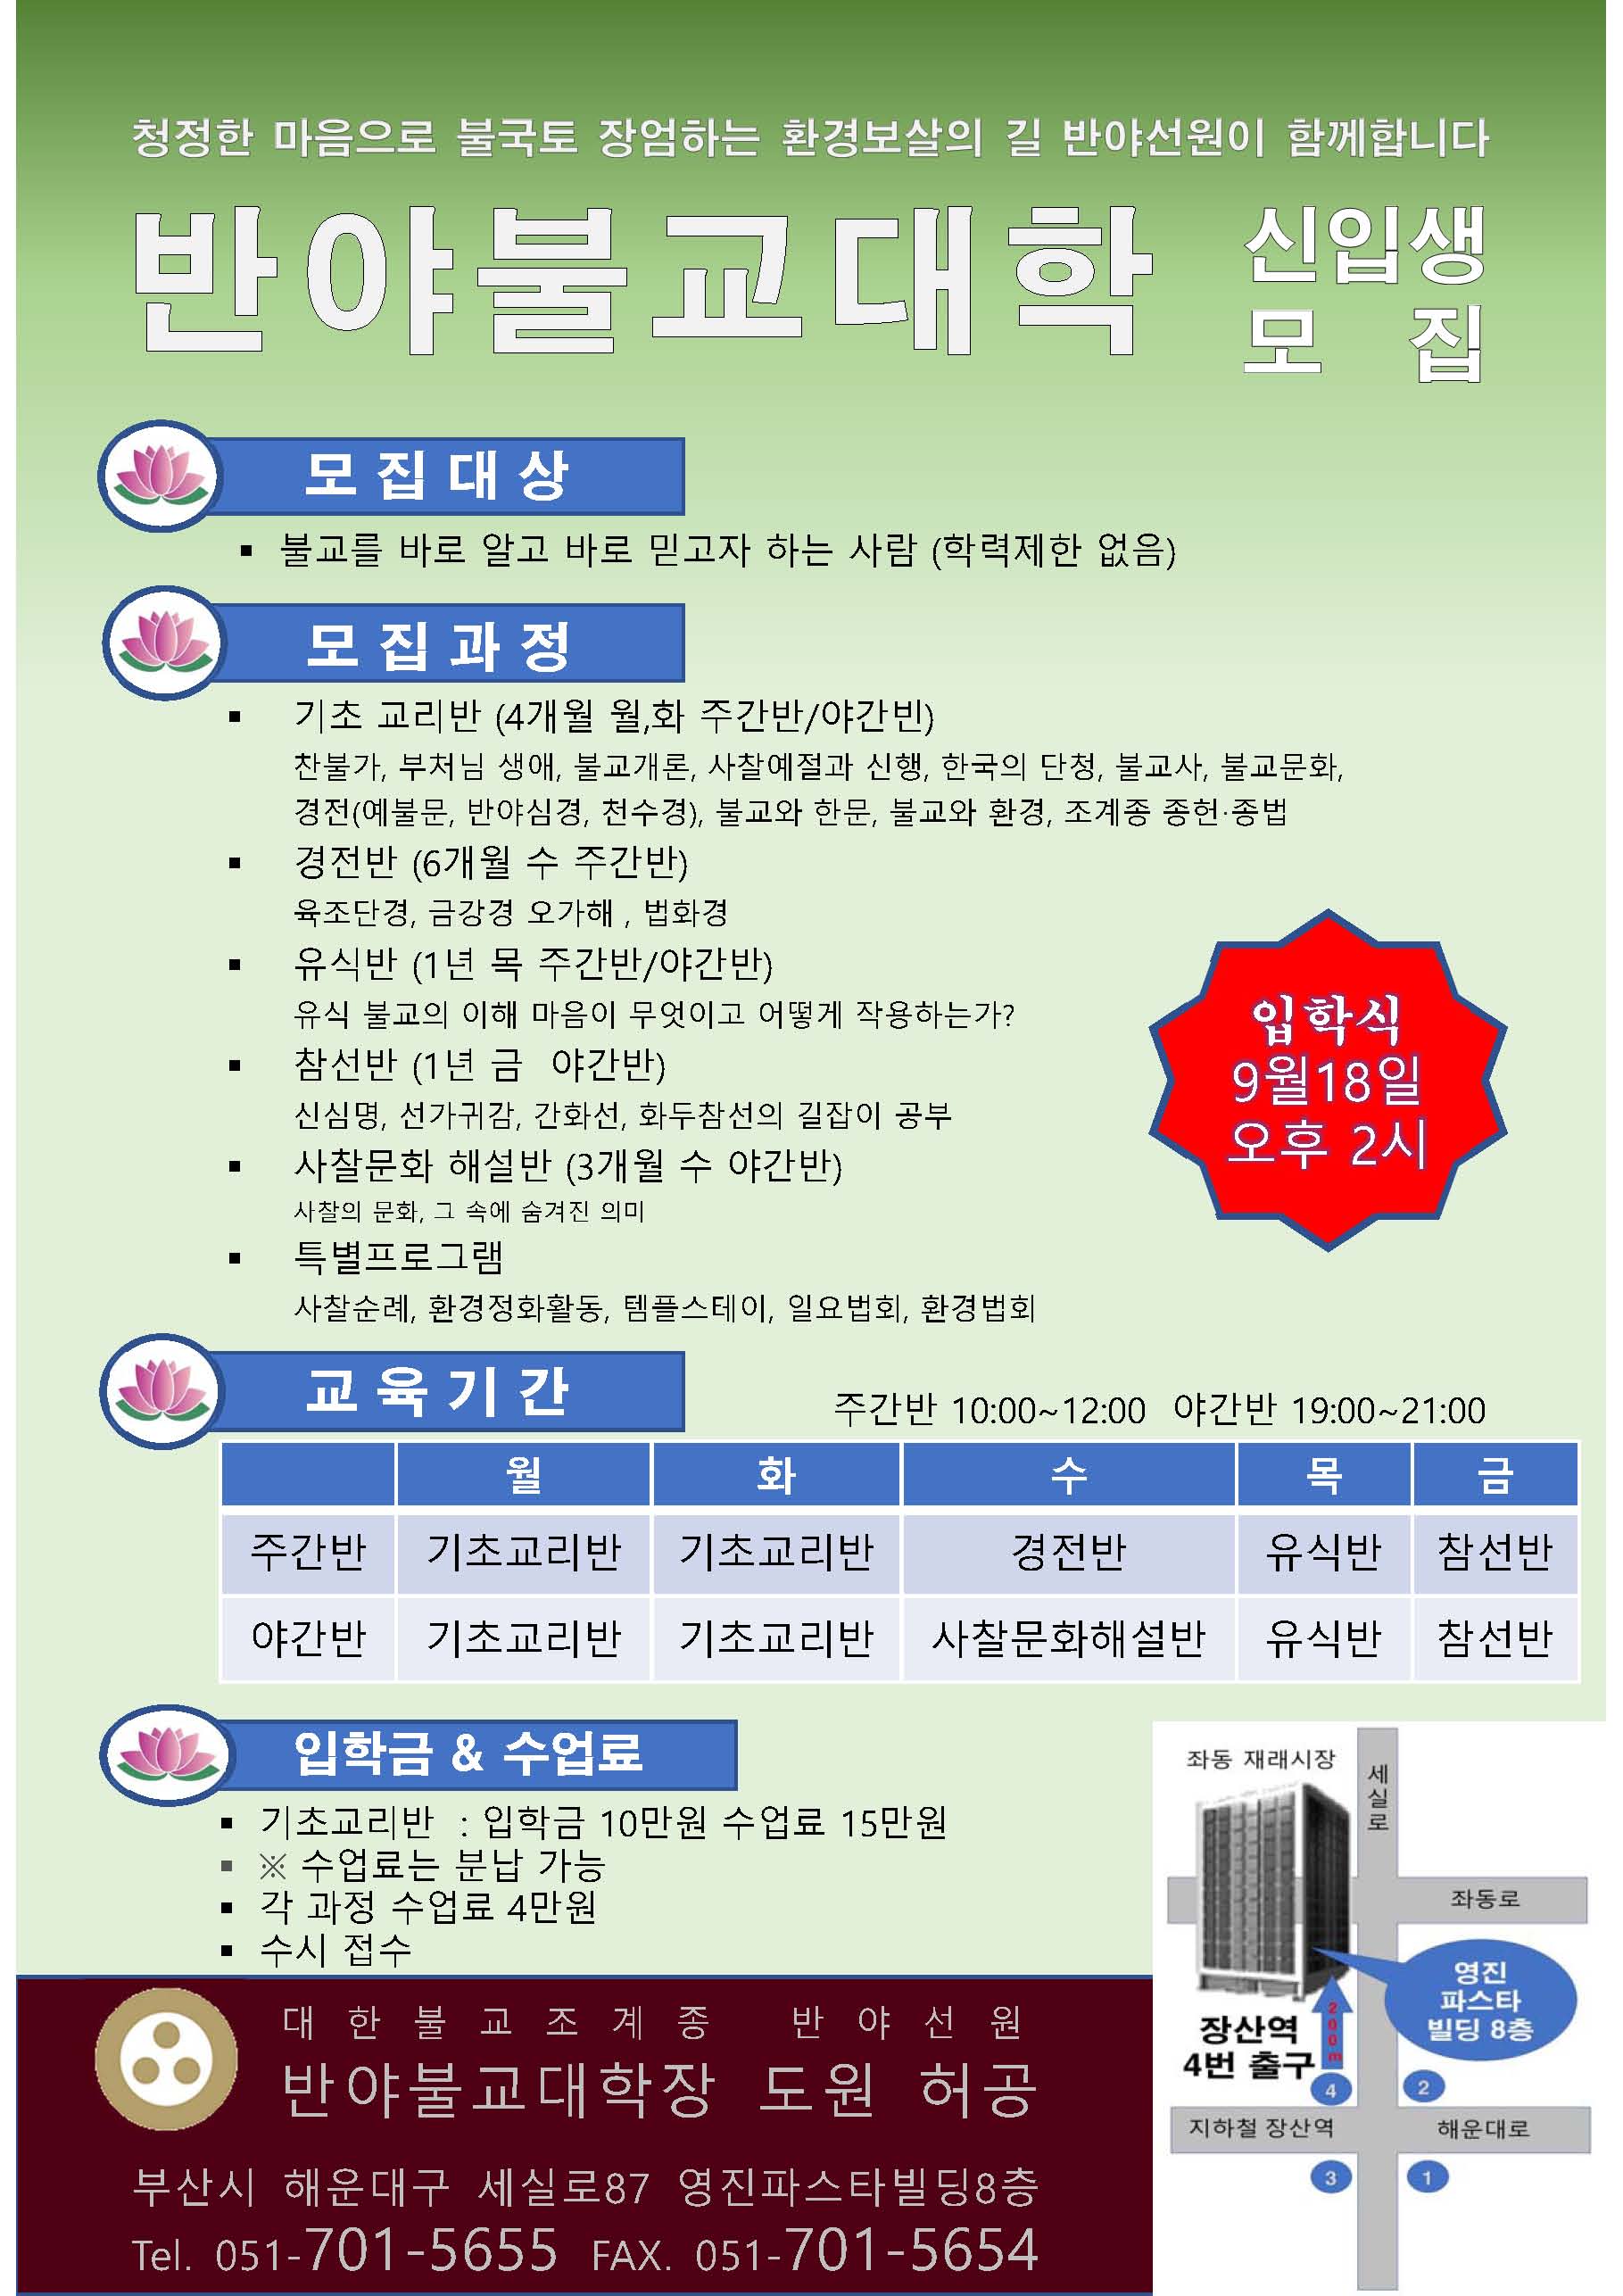 청정한 마음으로 불국토 장엄하는 환경보살의 길 반야선원이 함께합니다
반야불교대학 신입생
모 집
모집대상
▪ 불교를 바로 알고 바로 믿고자 하는 사람 (학력제한 없음)
모집과정
▪ 기초 교리반 (4개월 월,화 주간반/야간빈)
찬불가, 부처님 생애, 불교개론, 사찰예절과 신행, 한국의 단청, 불교사, 불교문화,
경전(예불문, 반야심경, 천수경), 불교와 한문, 불교와 환경, 조계종 종헌·종법
▪ 경전반 (6개월 수 주간반)
육조단경, 금강경 오가해 , 법화경
▪ 유식반 (1년 목 주간반/야간반)
유식 불교의 이해 마음이 무엇이고 어떻게 작용하는가?
▪ 참선반 (1년 금 야간반)
신심명, 선가귀감, 간화선, 화두참선의 길잡이 공부
▪ 사찰문화 해설반 (3개월 수 야간반)
사찰의 문화, 그 속에 숨겨진 의미
▪ 특별프로그램
사찰순례, 환경정화활동, 템플스테이, 일요법회, 환경법회
입학식
9월18일
오후 2시
교육기간
주간반 10:00~12:00 야간반 19:00~21:00
월 화 수 목 금
주간반 기초교리반 기초교리반 경전반 유식반 참선반
야간반 기초교리반 기초교리반 사찰문화해설반 유식반 참선반
입학금 & 수업료
▪ 기초교리반 : 입학금 10만원 수업료 15만원
▪ ※ 수업료는 분납 가능
▪ 각 과정 수업료 4만원
▪ 수시 접수
대한불교조계종 반야선원
반야불교대학장 도원 허공
부산시 해운대구 세실로87 영진파스타빌딩8층
Tel. 051-701-5655 FAX. 051-701-5654
좌동 재래시장
세실로
좌동로
영진
파스타
빌딩 8층
200m
장산역
4번 출구
4
2
지하철 장산역
해운대로
3
1